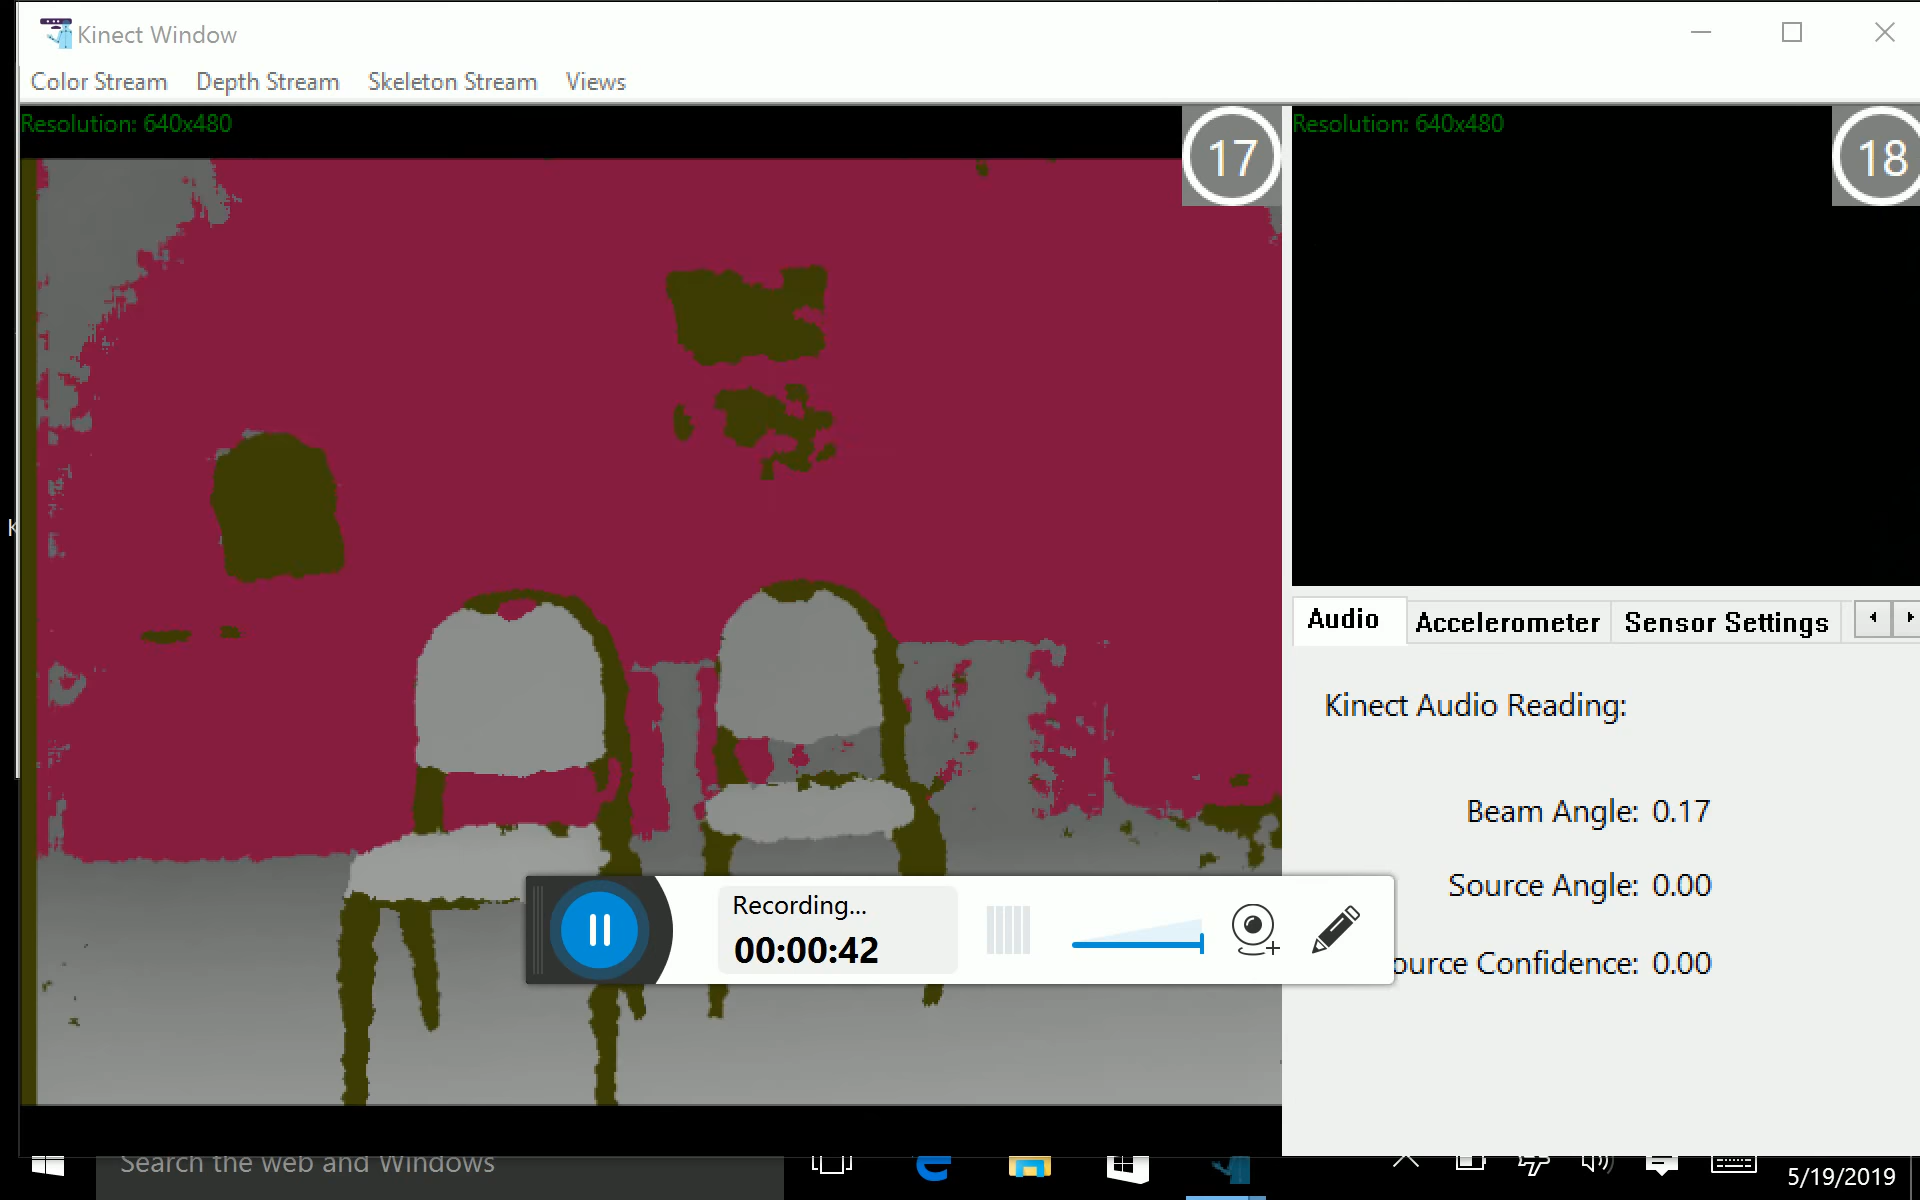 Kinect Window
Color Stream Depth Stream Skeleton Stream Views
Resolution: 640x480
17
Resolution: 640x480
18
Audio Accelerometer Sensor Settings
Kinect Audio Reading:
Beam Angle: 0.17
Source Angle: 0.00
ource Confidence: 0.00
Recording...
00:00:42
K
Search the web and Windows
5/19/2019